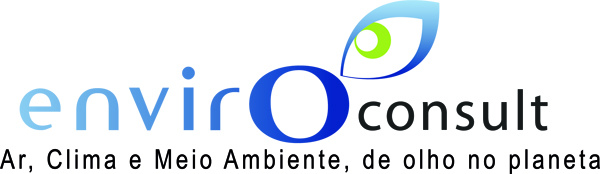 envirOconsult
Ar, Clima e Meio Ambiente, de olho no planeta